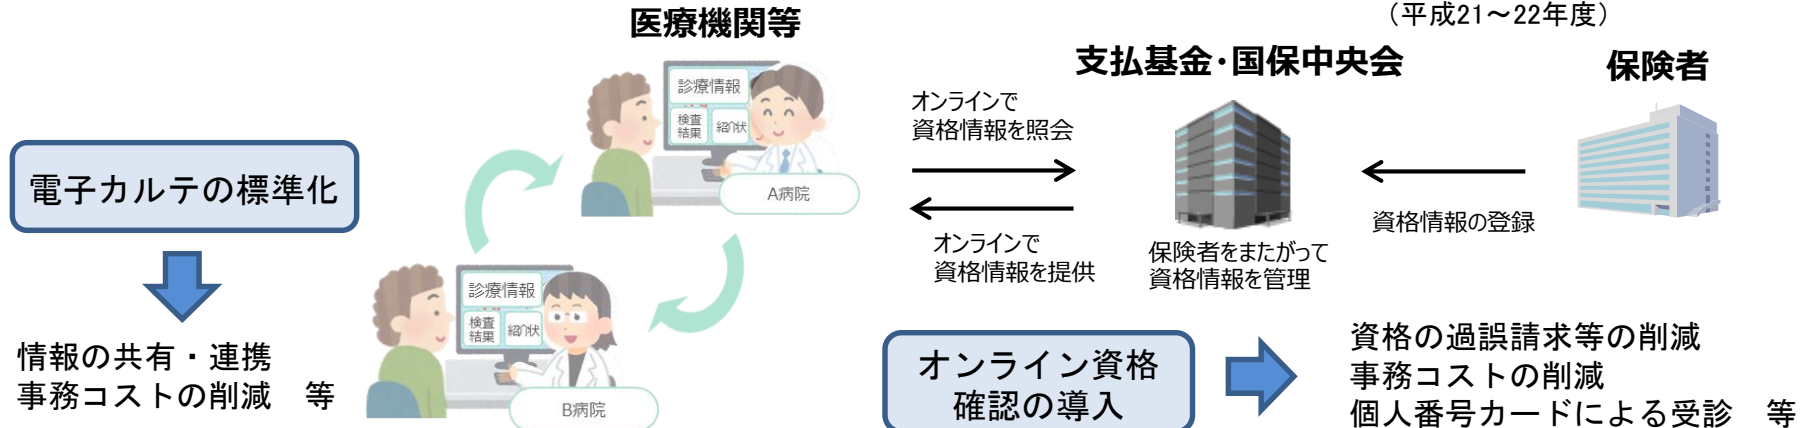 医療機関等
（平成21～22年度）
支払基金・国保中央会
保険者
診療情報
検査
結果
紹介状
A病院
オンラインで
資格情報を照会
オンラインで
資格情報を提供
保険者をまたがって
資格情報を管理
資格情報の登録
電子カルテの標準化
情報の共有・連携
事務コストの削減　等
診療情報
検査
結果
紹介状
B病院
オンライン資格
確認の導入
資格の過誤請求等の削減
事務コストの削減
個人番号カードによる受診　等